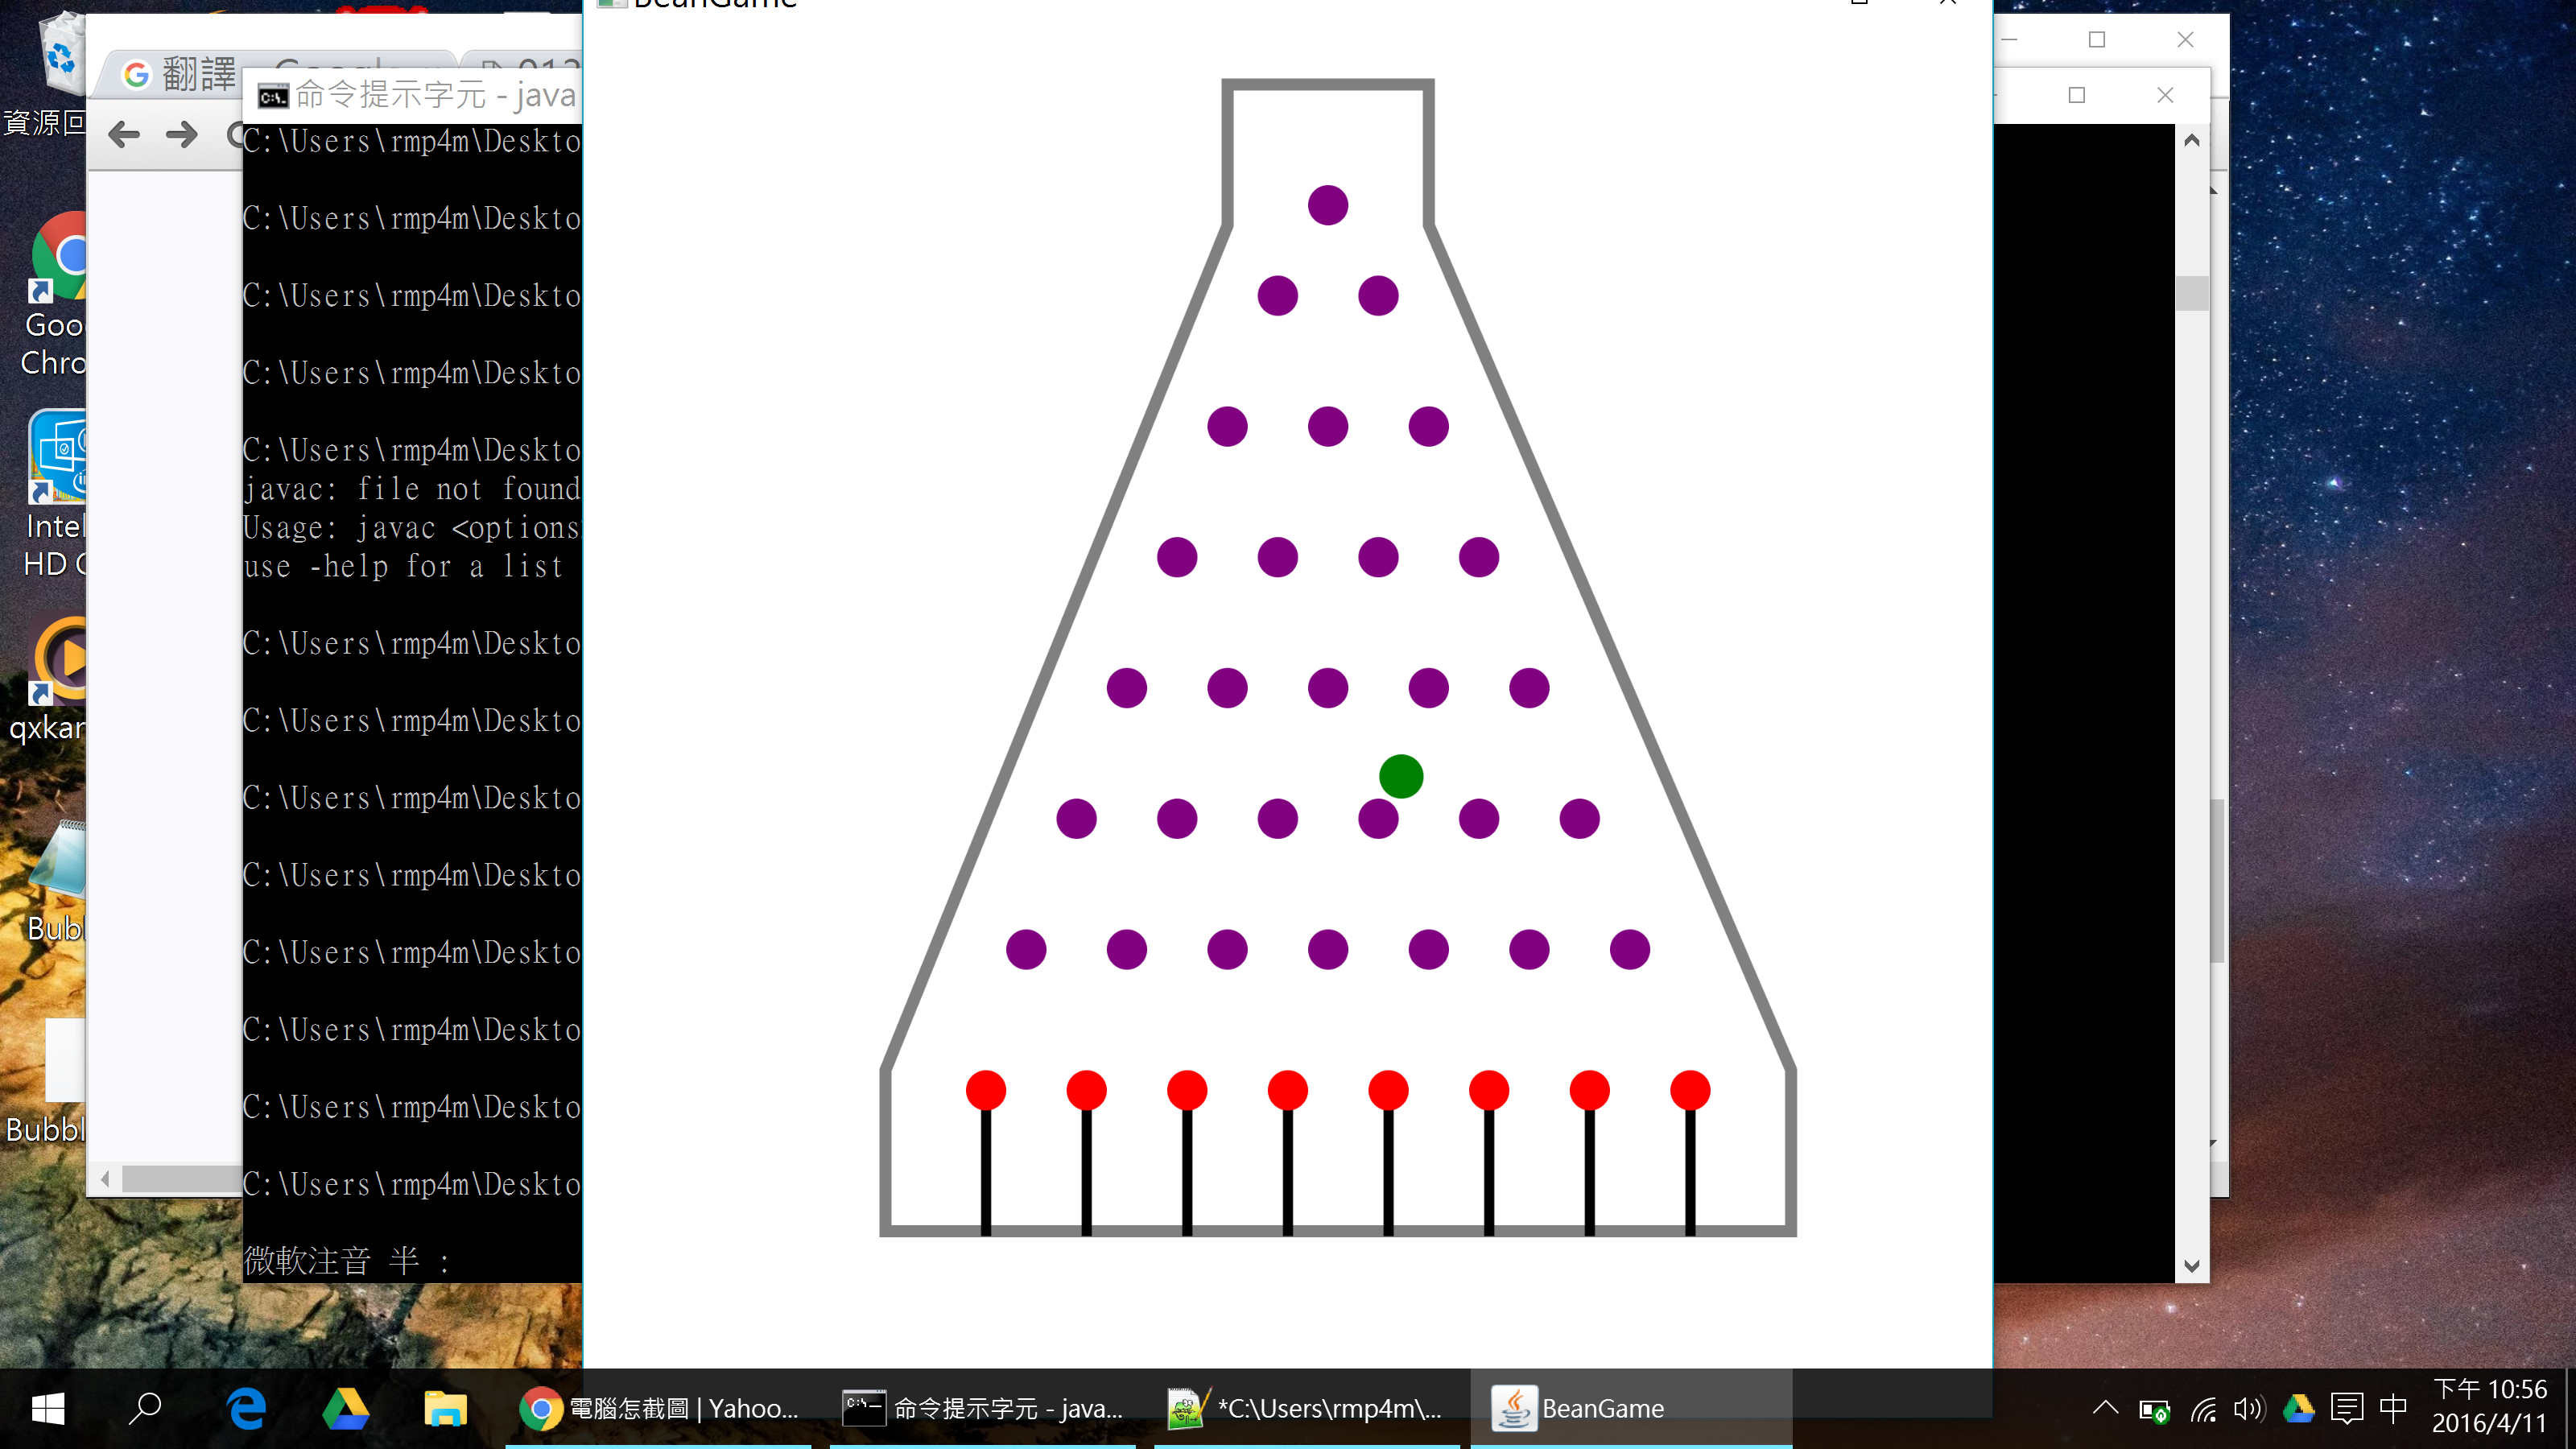 BeanGame
資源回
翻譯
命令提示字元 - java
C:\Users\rmp4m\Deskto
C:\Users\rmp4m\Deskto
C:\Users\rmp4m\Deskto
C:\Users\rmp4m\Deskto
C:\Users\rmp4m\Deskto
javac: file not found
Usage: javac <options
use -help for a list
C:\Users\rmp4m\Deskto
C:\Users\rmp4m\Deskto
C:\Users\rmp4m\Deskto
C:\Users\rmp4m\Deskto
C:\Users\rmp4m\Deskto
C:\Users\rmp4m\Deskto
C:\Users\rmp4m\Deskto
C:\Users\rmp4m\Deskto
微軟注音 半 :
Goo
Chro
Intel
HD
qxkar
Bubl
Bubbl
電腦怎截圖 | Yahoo...
命令提示字元 - java...
*C:\Users\rmp4m\...
BeanGame
中
下午 10:56
2016/4/11